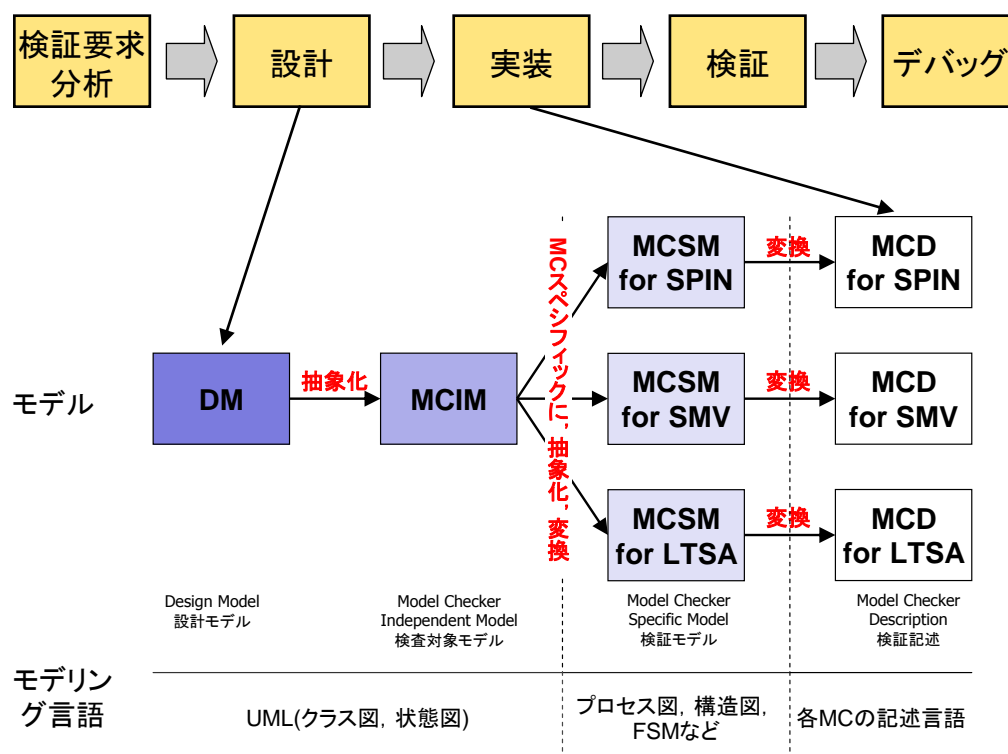 検証要求
分析
設計
実装
検証
デバッグ
モデル
DM
抽象化
MCIM
MCスペシフィックに，抽象化，変換
MCSM
for SPIN
変換
MCD
for SPIN
MCSM
for SMV
変換
MCD
for SMV
MCSM
for LTSA
変換
MCD
for LTSA
Design Model
設計モデル
Model Checker
Independent Model
検査対象モデル
Model Checker
Specific Model
検証モデル
Model Checker
Description
検証記述
モデリン
グ言語
UML(クラス図，状態図)
プロセス図，構造図，
FSMなど
各MCの記述言語